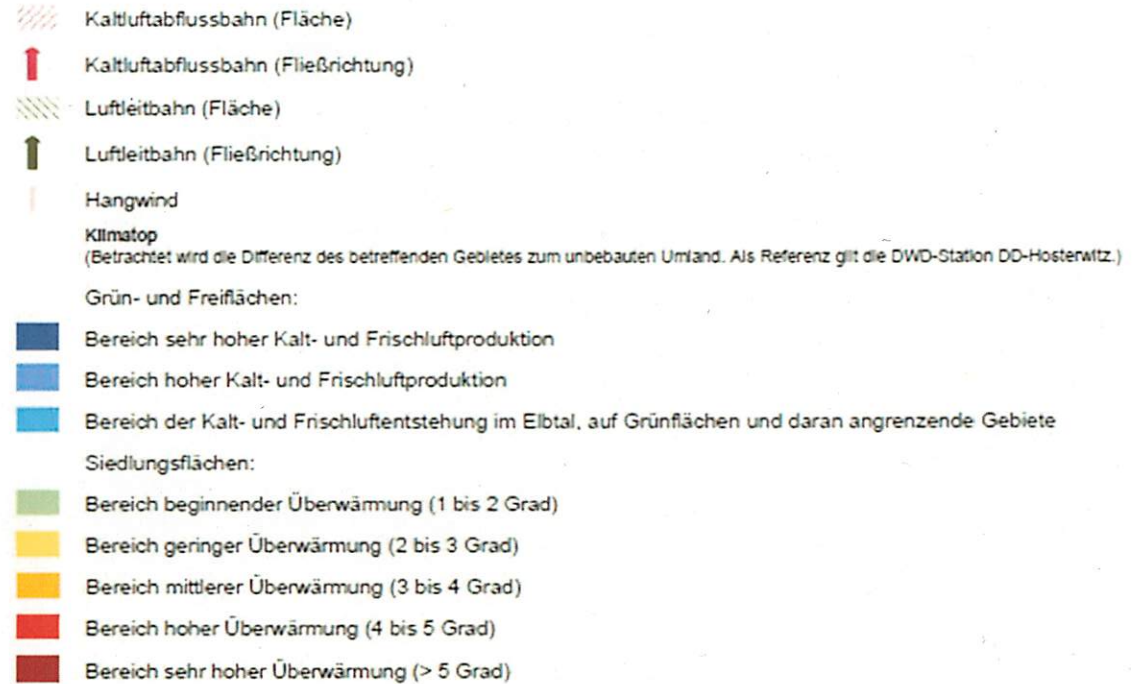 Kaltluftabflussbahn (Fläche)
Kaltluftabflussbahn (Fließrichtung)
Luftleitbahn (Fläche)
Luftleitbahn (Fließrichtung)
Hangwind
Klimatop
(Betrachtet wird die Differenz des betreffenden Gebietes zum unbebauten Umland. Als Referenz gilt die DWD-Station DD-Hosterwitz.)
Grün- und Freiflächen:
Bereich sehr hoher Kalt- und Frischluftproduktion
Bereich hoher Kalt- und Frischluftproduktion
Bereich der Kalt- und Frischluftentstehung im Elbtal, auf Grünflächen und daran angrenzende Gebiete
Siedlungsflächen:
Bereich beginnender Überwärmung (1 bis 2 Grad)
Bereich geringer Überwärmung (2 bis 3 Grad)
Bereich mittlerer Überwärmung (3 bis 4 Grad)
Bereich hoher Überwärmung (4 bis 5 Grad)
Bereich sehr hoher Überwärmung (> 5 Grad)